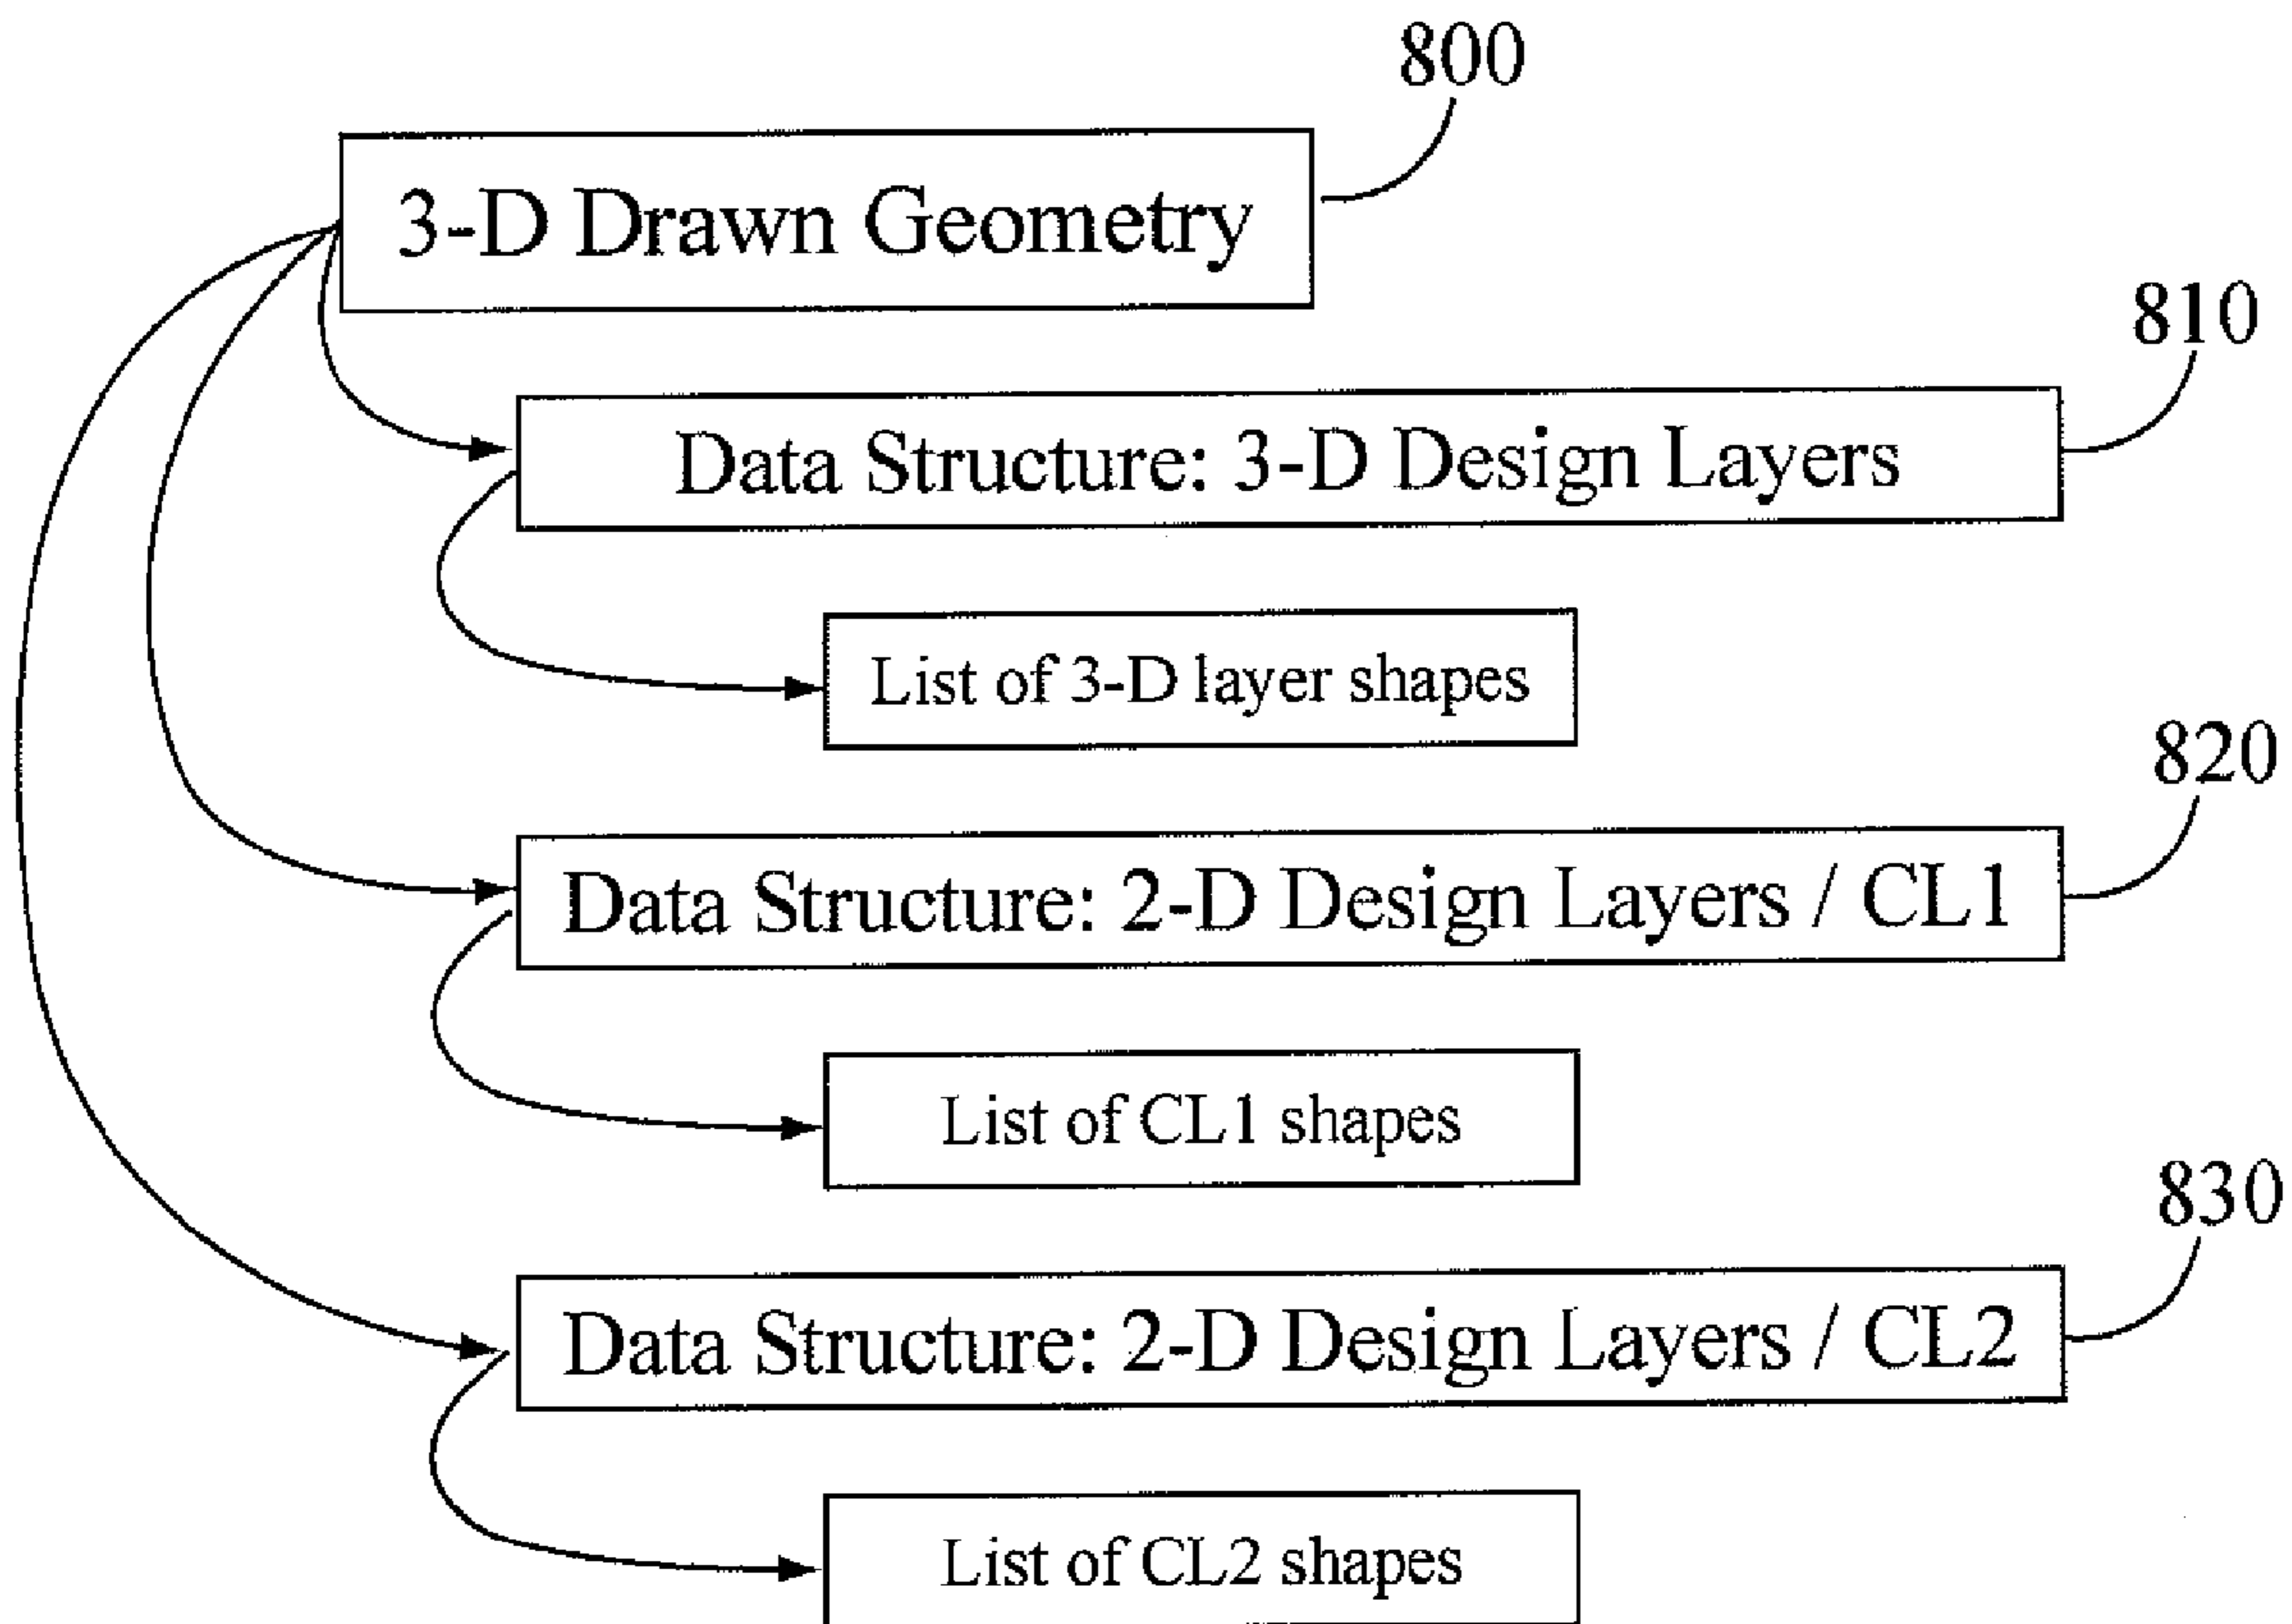 800
3-D Drawn Geometry
810
Data Structure: 3-D Design Layers
List of 3-D layer shapes
820
Data Structure: 2-D Design Layers / CL1
List of CL1 shapes
830
Data Structure: 2-D Design Layers / CL2
List of CL2 shapes